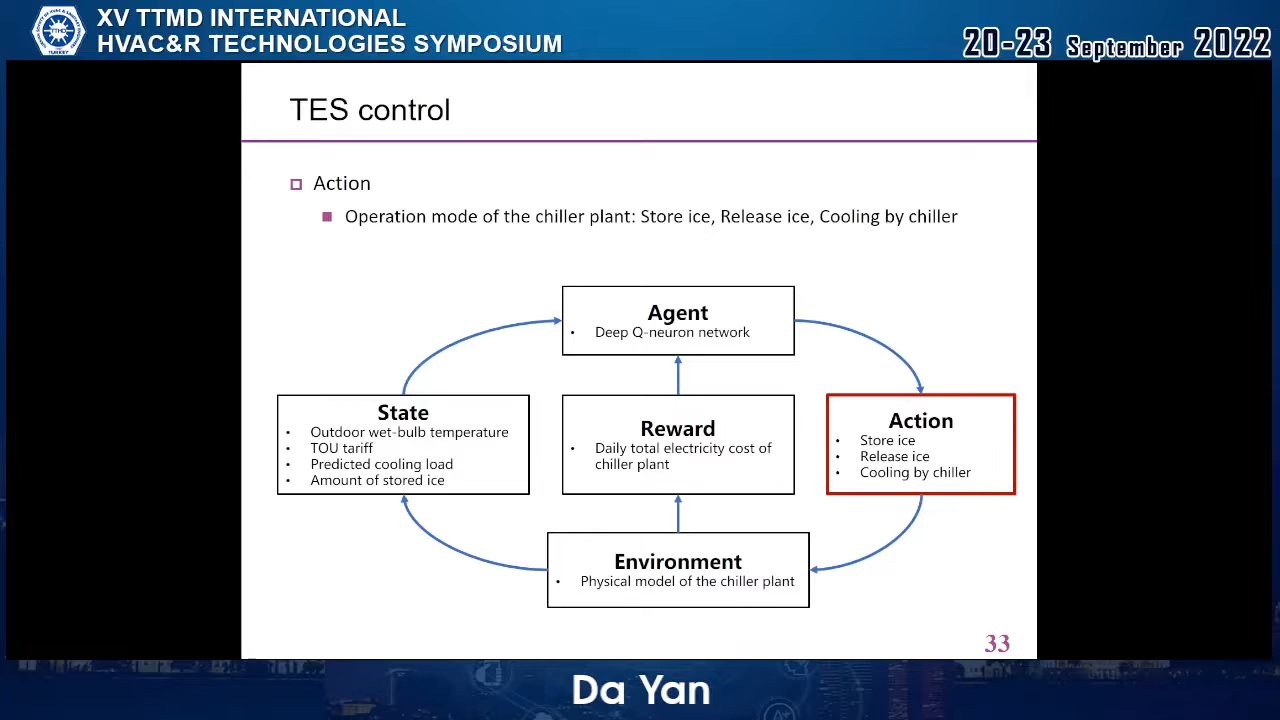 XV TTMD INTERNATIONAL
HVAC&R TECHNOLOGIES SYMPOSIUM
20-23 September 2022
TES control
Action
Operation mode of the chiller plant: Store ice, Release ice, Cooling by chiller
Agent
• Deep Q-neuron network
State
• Outdoor wet-bulb temperature
• TOU tariff
• Predicted cooling load
• Amount of stored ice
Reward
• Daily total electricity cost of
chiller plant
Action
• Store ice
• Release ice
• Cooling by chiller
Environment
• Physical model of the chiller plant
33
Da Yan